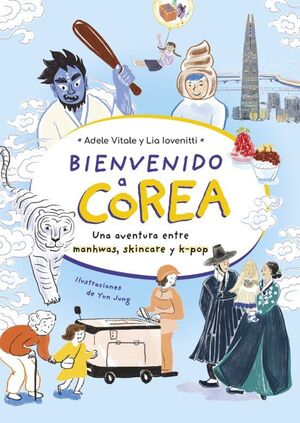 Adele Vitale y Lia Iovenitti
BIENVENIDO
a
COREA
Una aventura entre
manhwas, skincare y k-pop
Ilustraciones
de Yun Jung